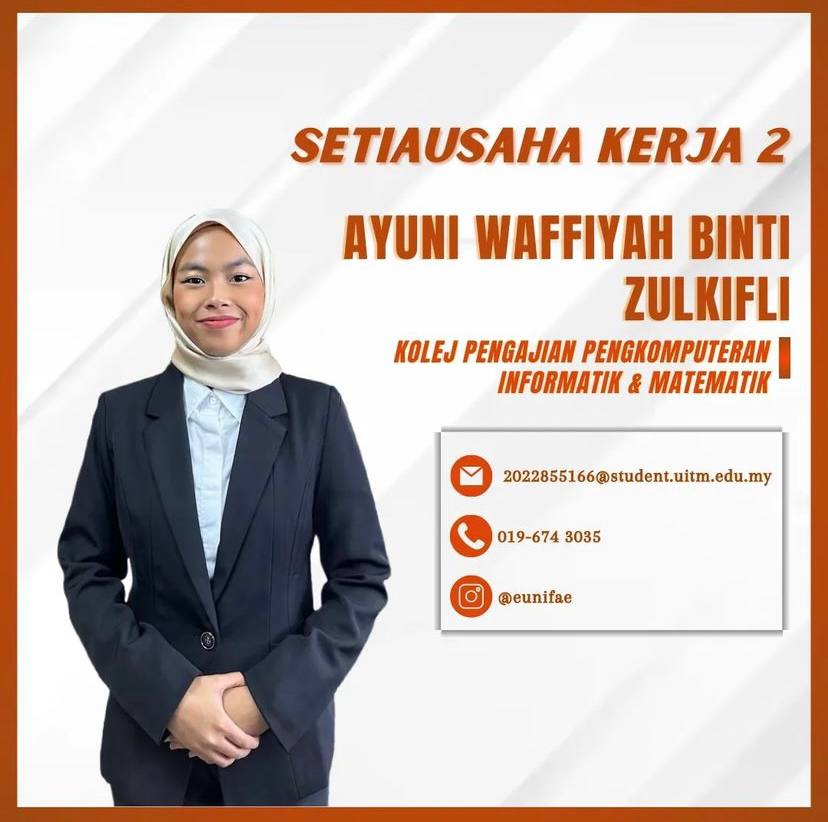 SETIAUSAHA KERJA 2
AYUNI WAFFIYAH BINTI
ZULKIFLI
KOLEJ PENGAJIAN PENGKOMPUTERAN
INFORMATIK & MATEMATIK
2022855166@student.uitm.edu.my
019-674 3035
@eunifae